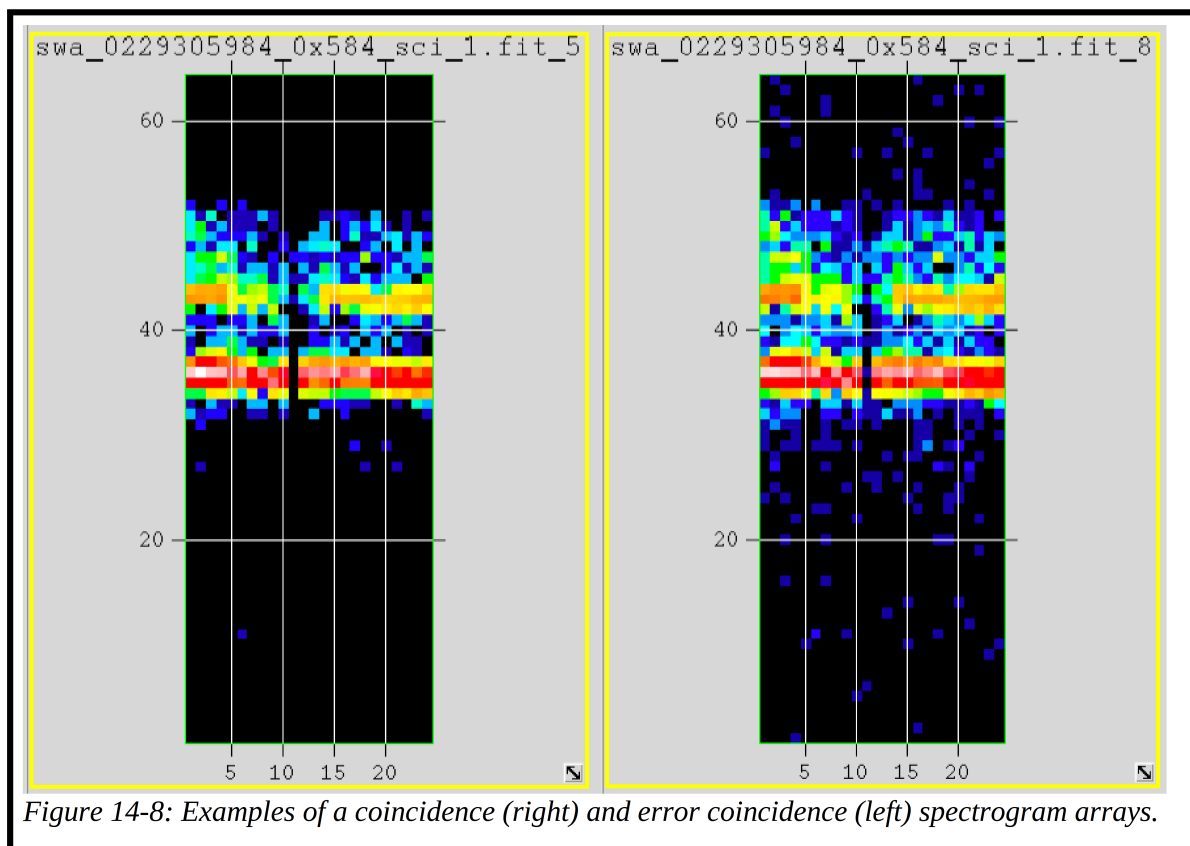 swa_0229305984_0x584_sci_1.fit_5
swa_0229305984_0x584_sci_1.fit_8
60
40
20
5 10 15 20
60
40
20
5 10 15 20
Figure 14-8: Examples of a coincidence (right) and error coincidence (left) spectrogram arrays.